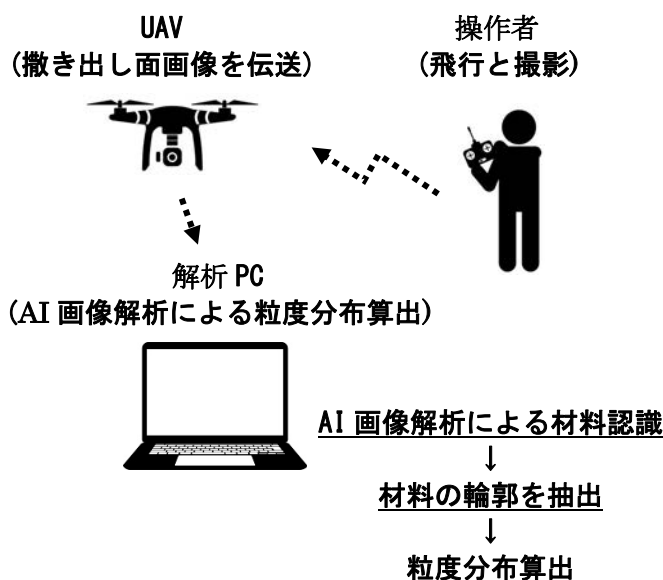 UAV
(撒き出し面画像を伝送)
操作者
(飛行と撮影)
解析 PC
(AI 画像解析による粒度分布算出)
AI 画像解析による材料認識
↓
材料の輪郭を抽出
↓
粒度分布算出